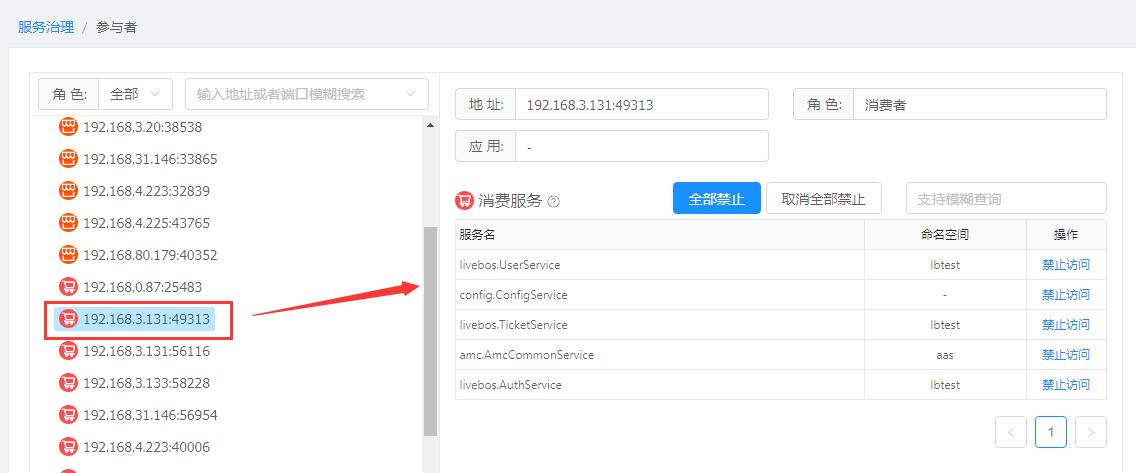 服务治理 / 参与者
角 色: 全部
输入地址或者端口模糊搜索
192.168.3.20:38538
192.168.31.146:33865
192.168.4.223:32839
192.168.4.225:43765
192.168.80.179:40352
192.168.0.87:25483
192.168.3.131:49313
192.168.3.131:56116
192.168.3.133:58228
192.168.31.146:56954
192.168.4.223:40006
地 址: 192.168.3.131:49313
角 色: 消费者
应 用: -
消费服务
全部禁止
取消全部禁止
支持模糊查询
服务名 命名空间 操作
livebos.UserService lbtest 禁止访问
config.ConfigService - 禁止访问
livebos.TicketService lbtest 禁止访问
amc.AmcCommonService aas 禁止访问
livebos.AuthService lbtest 禁止访问
< 1 >